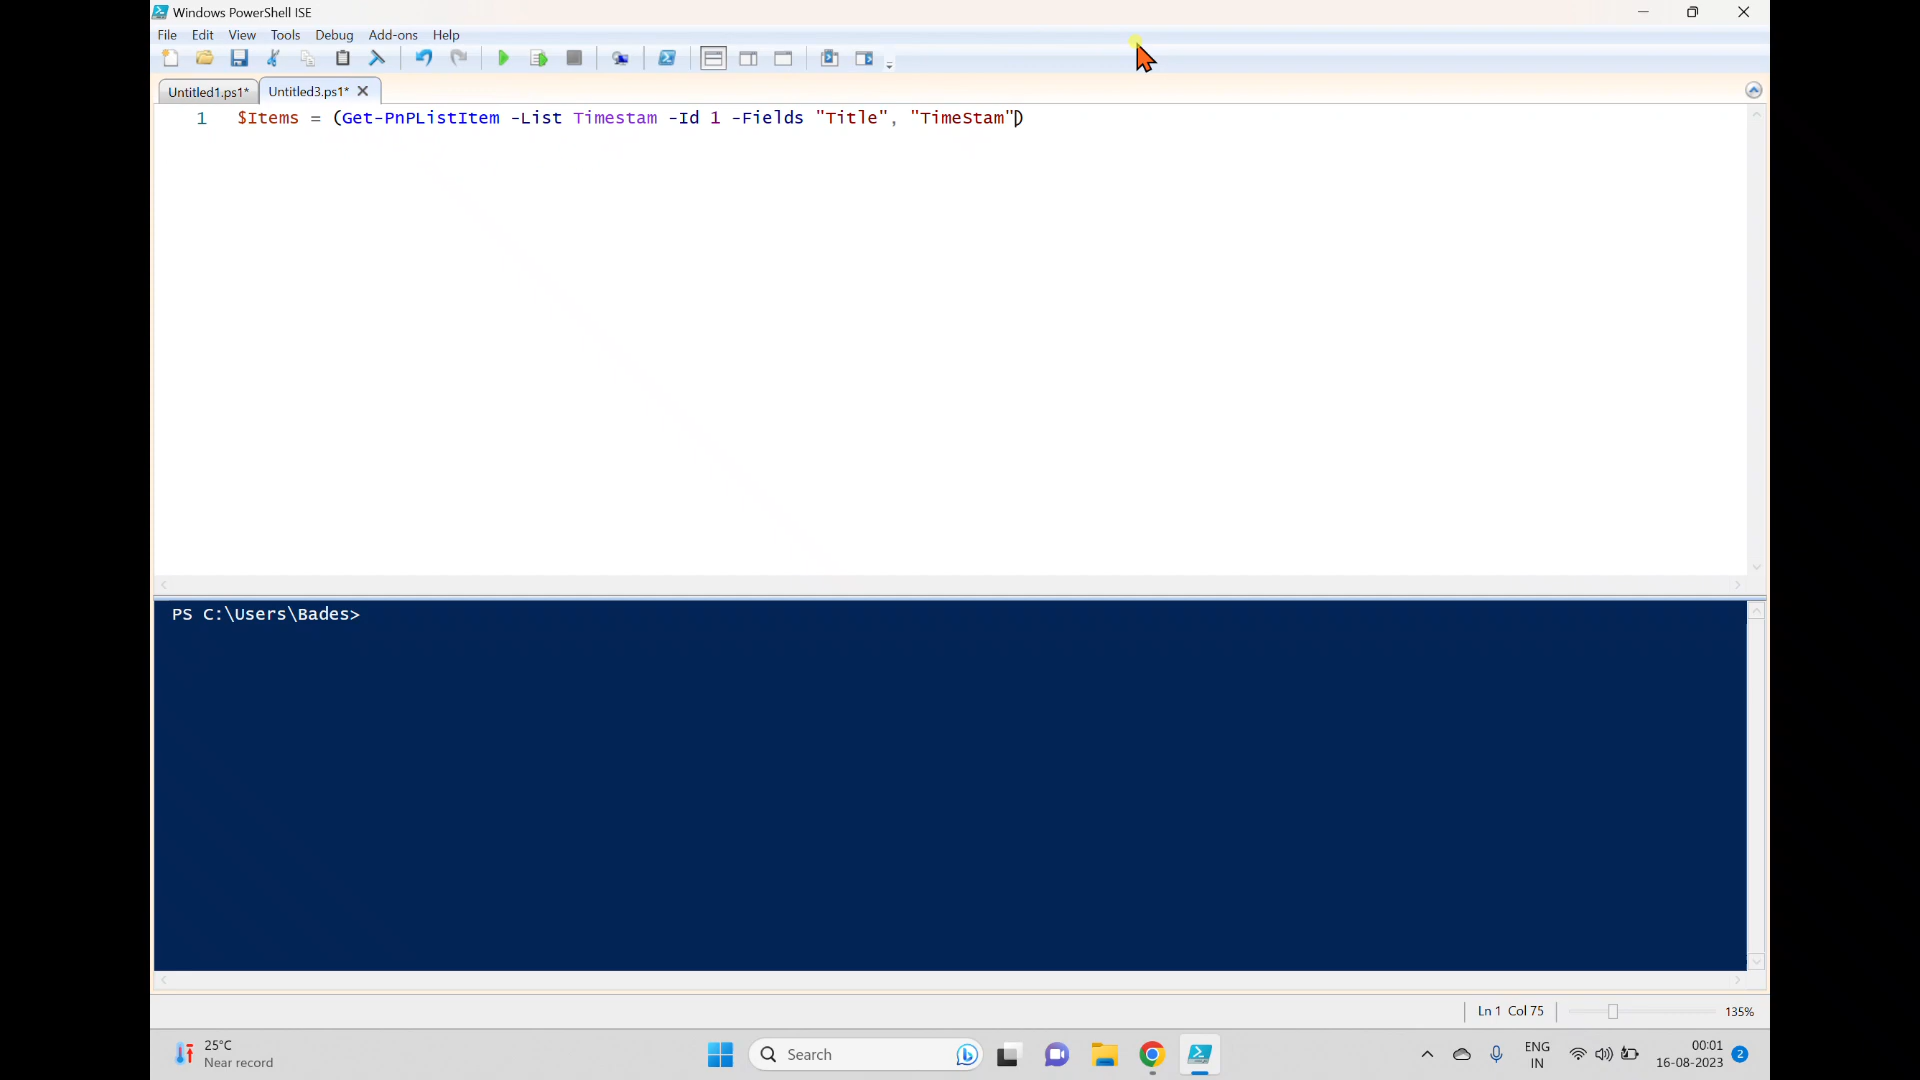 Windows PowerShell ISE
File Edit View Tools Debug Add-ons Help
Untitled1.ps1* Untitled3.ps1*
1 $Items = (Get-PnPListItem -List Timestam -Id 1 -Fields "Title", "TimeStam")
PS C:\Users\Bades>
Ln 1 Col 75 135%
25°C
Near record
Search
ENG
IN
00:01
16-08-2023 2